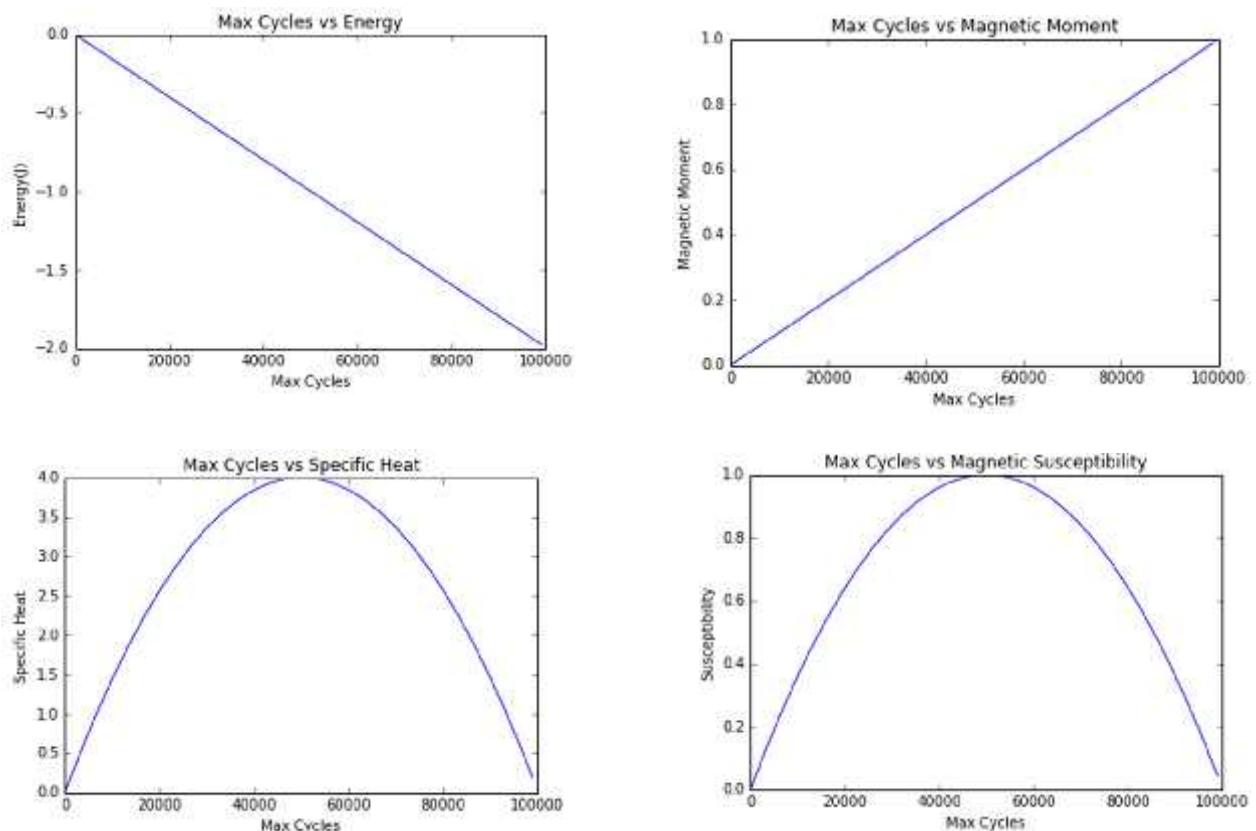 Max Cycles vs Energy
0.0
−0.5
−1.0
−1.5
−2.0
Energy(J)
0 20000 40000 60000 80000 100000
Max Cycles
Max Cycles vs Magnetic Moment
1.0
0.8
0.6
0.4
0.2
0.0
Magnetic Moment
0 20000 40000 60000 80000 100000
Max Cycles
Max Cycles vs Specific Heat
4.0
3.5
3.0
2.5
2.0
1.5
1.0
0.5
0.0
Specific Heat
0 20000 40000 60000 80000 100000
Max Cycles
Max Cycles vs Magnetic Susceptibility
1.0
0.8
0.6
0.4
0.2
0.0
Susceptibility
0 20000 40000 60000 80000 100000
Max Cycles